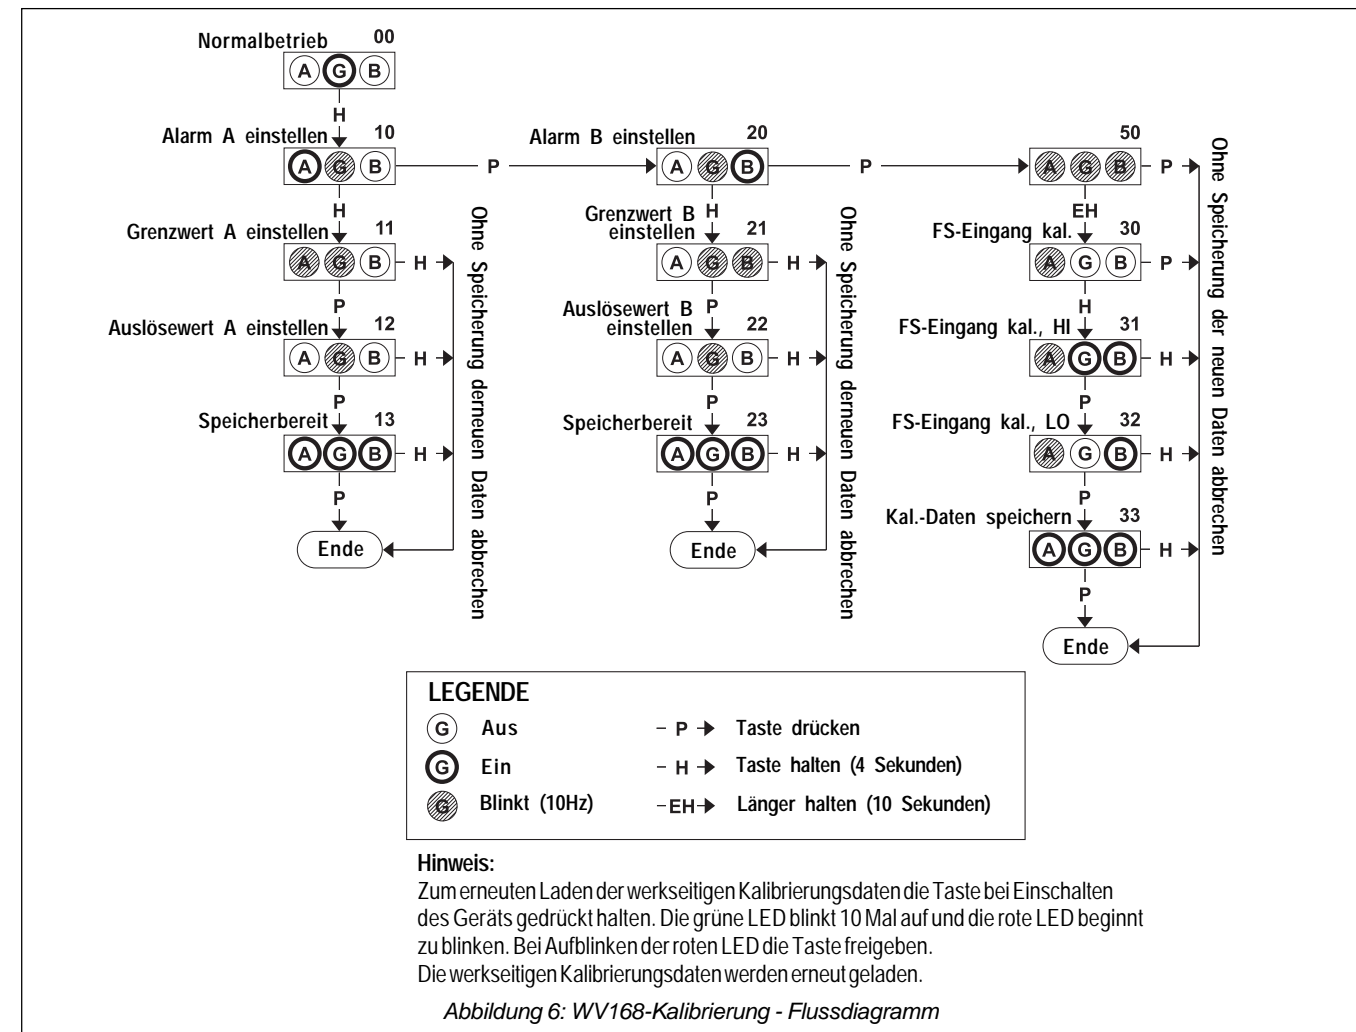 Normalbetrieb 00
A G B
H
Alarm A einstellen 10
A G B
P
Alarm B einstellen 20
A G B
P
50
A G B
P
H
Grenzwert A einstellen 11
A G B
H
P
Auslösewert A einstellen 12
A G B
H
P
Speicherbereit 13
A G B
H
P
Ende
Ohne Speicherung derneuen Daten abbrechen
H
Grenzwert B
einstellen 21
A G B
H
P
Auslösewert B
einstellen 22
A G B
H
P
Speicherbereit 23
A G B
H
P
Ende
Ohne Speicherung derneuen Daten abbrechen
EH
FS-Eingang kal. 30
A G B
P
H
FS-Eingang kal., HI 31
A G B
H
P
FS-Eingang kal., LO 32
A G B
H
P
Kal.-Daten speichern 33
A G B
H
P
Ende
Ohne Speicherung der neuen Daten abbrechen
LEGENDE
G Aus
P Taste drücken
G Ein
H Taste halten (4 Sekunden)
G Blinkt (10Hz)
EH Länger halten (10 Sekunden)
Hinweis:
Zum erneuten Laden der werkseitigen Kalibrierungsdaten die Taste bei Einschalten
des Geräts gedrückt halten. Die grüne LED blinkt 10 Mal auf und die rote LED beginnt
zu blinken. Bei Aufblinken der roten LED die Taste freigeben.
Die werkseitigen Kalibrierungsdaten werden erneut geladen.
Abbildung 6: WV168-Kalibrierung - Flussdiagramm